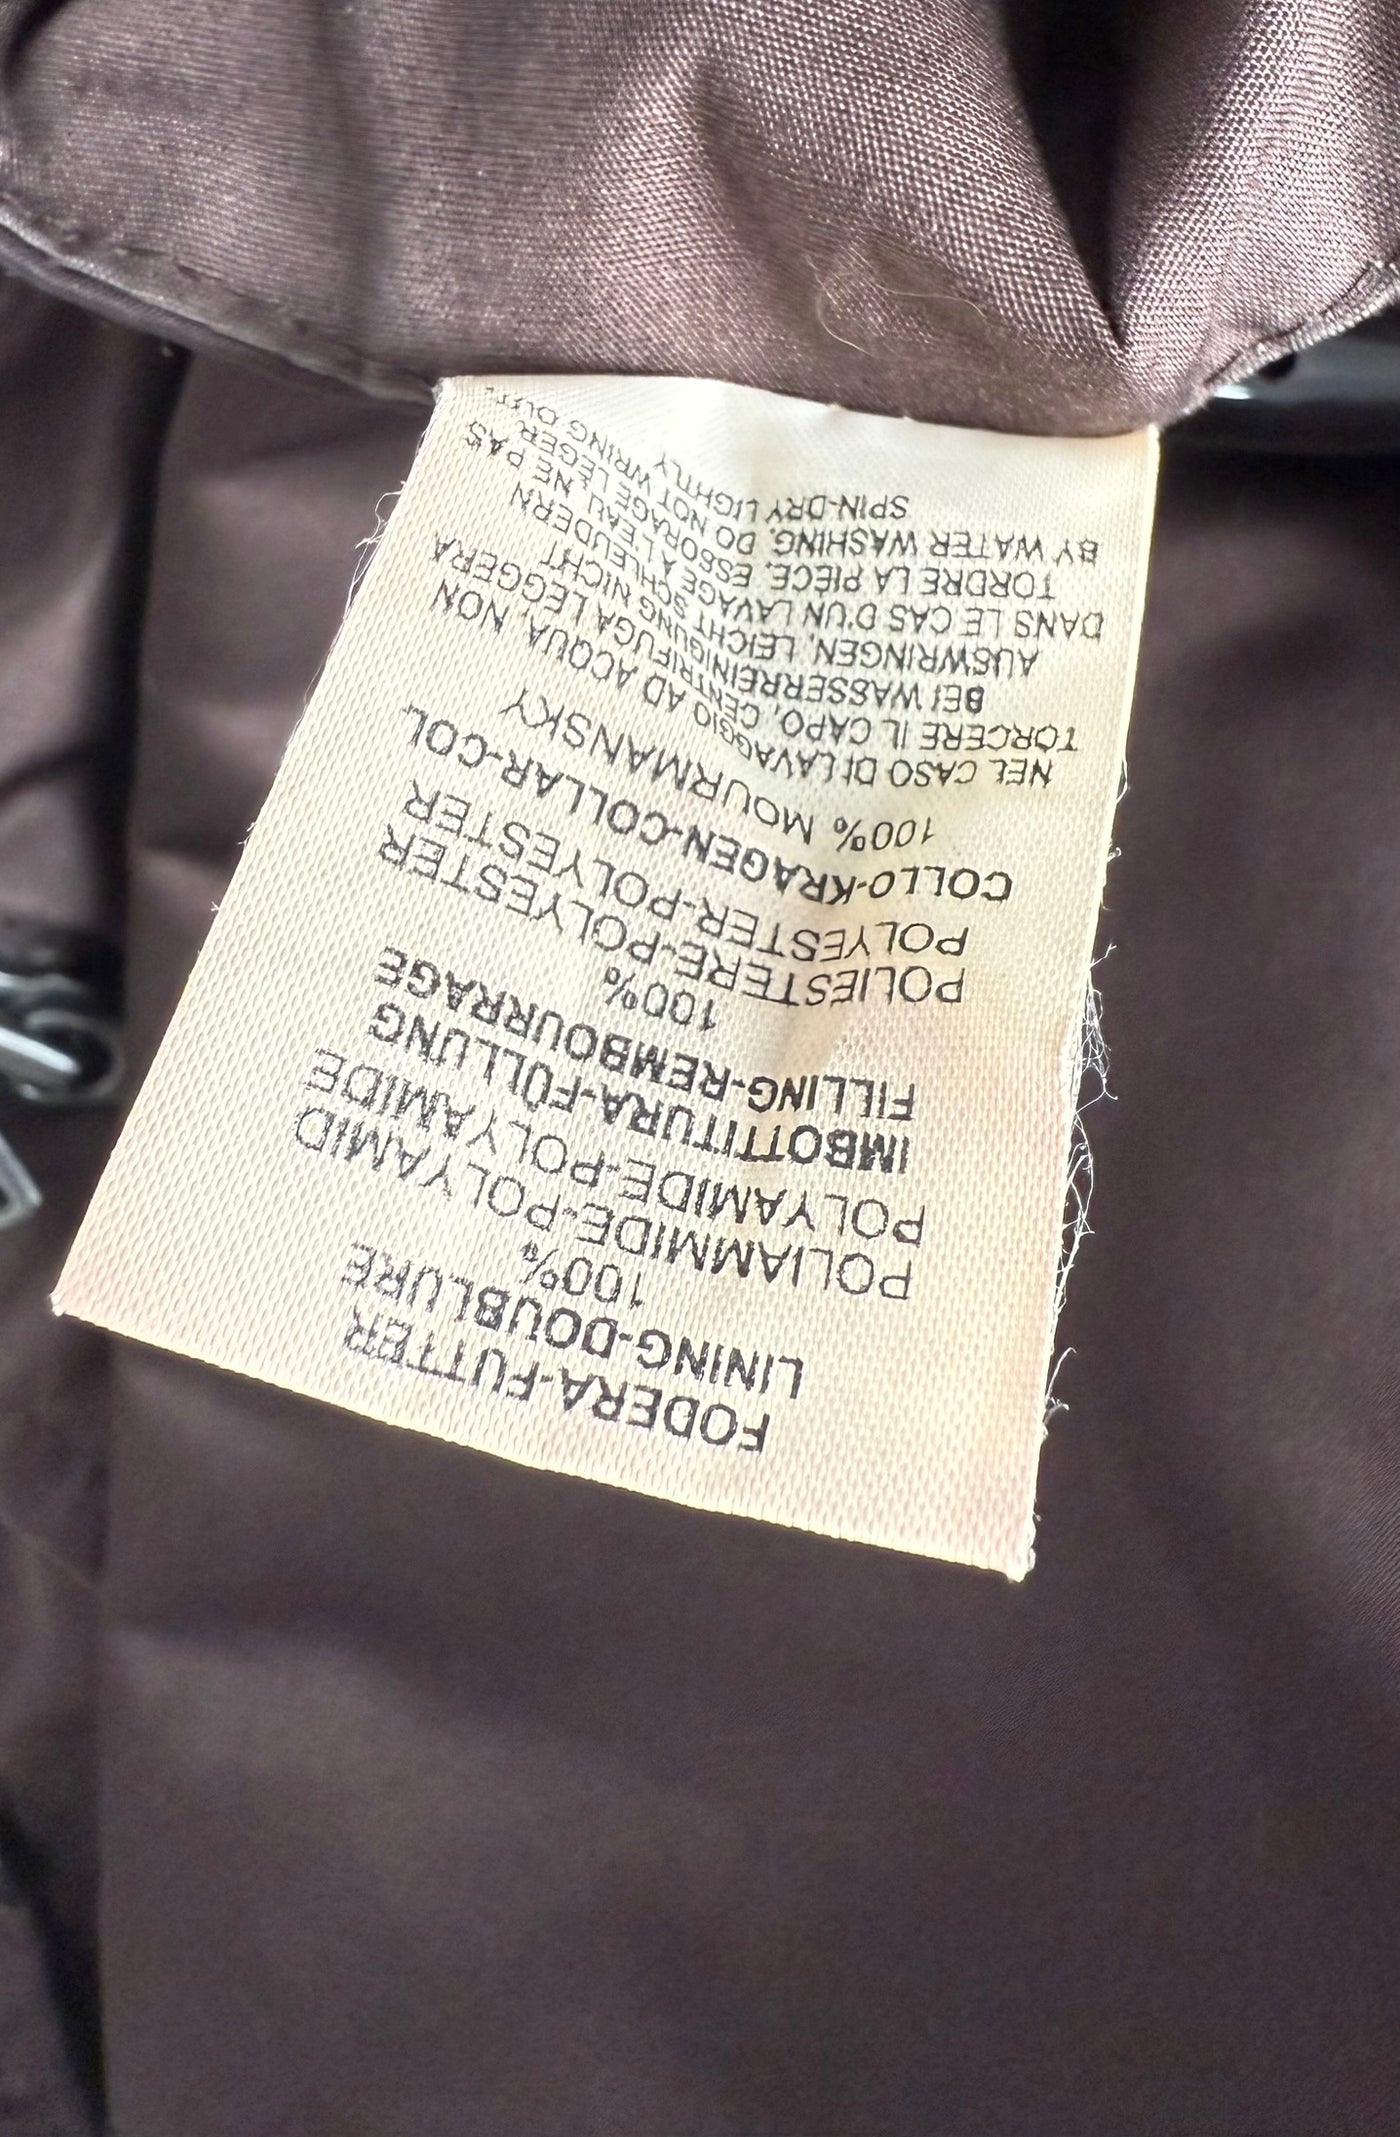 FODERA-FUTTER
LINING-DOUBLURE
100%
POLIAMMIDE-POLYAMID
POLYAMIDE-POLYAMIDE
IMBOTTITURA-FÜLLUNG
FILLING-REMBOURRAGE
100%
POLIESTERE-POLYESTER
POLYESTER-POLYESTER
COLLO-KRAGEN-COLLAR-COL
100% MOURMANSKY
NEL CASO DI LAVAGGIO AD ACQUA, NON
TORCERE IL CAPO, CENTRIFUGA LEGGERA
BEI WASSERREINIGUNG NICHT
AUSWRINGEN, LEICHT SCHLEUDERN
DANS LE CAS D'UN LAVAGE A L'EAU, NE PAS
TORDRE LA PIÈCE. ESSORAGE LÉGER
BY WATER WASHING. DO NOT WRING OUT.
SPIN-DRY LIGHTLY